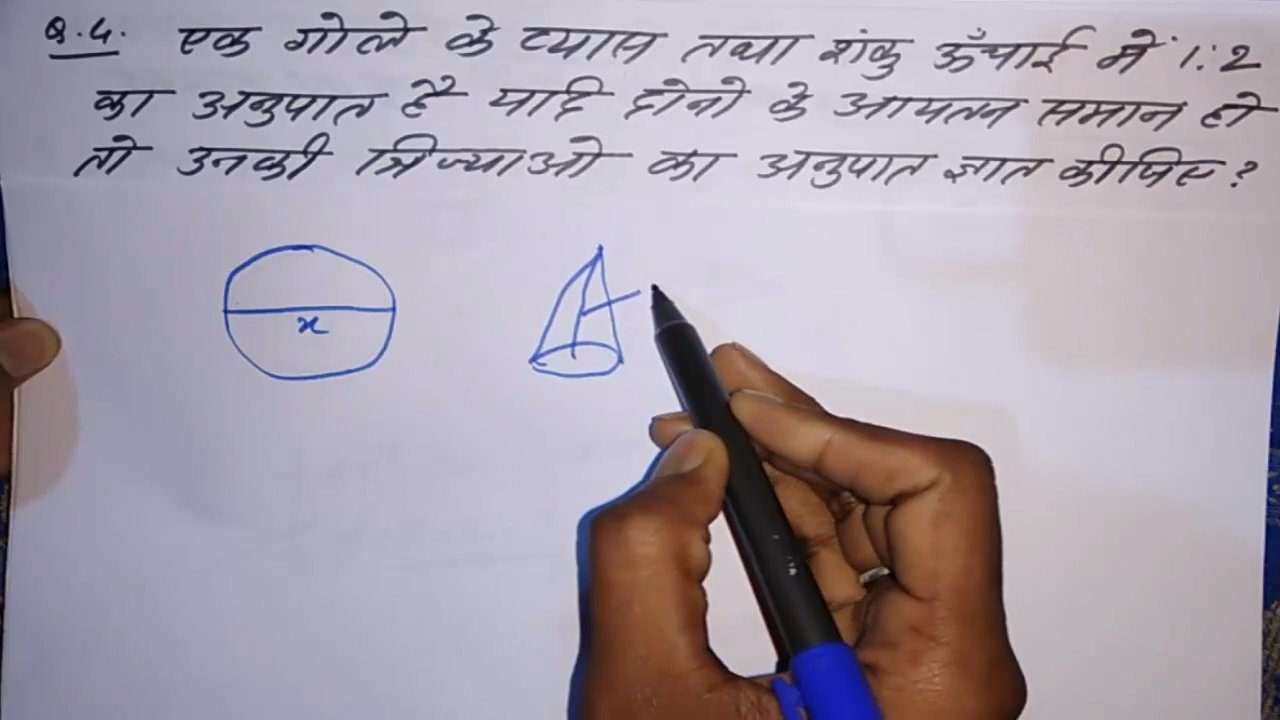 Q.4. एक गोले के व्यास तथा शंकु ऊँचाई में 1:2
का अनुपात है यदि दोनो के आयतन समान हो
तो उनकी त्रिज्याओ का अनुपात ज्ञात कीजिए?
x